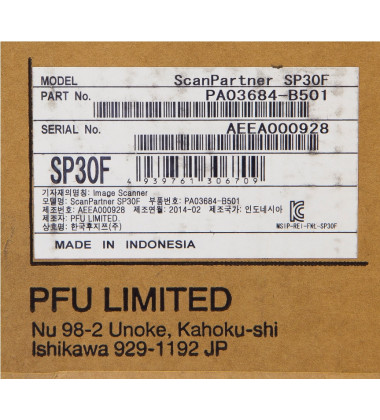 MODEL ScanPartner SP30F
PART No. PA03684-B501
SERIAL No. AEEA000928
SP30F
4939761 306709
기자재의명칭: Image Scanner
모델명: ScanPartner SP30F 부품번호: PA03684-B501
제조번호: AEEA000928 제조연월: 2014-02 제조국가: 인도네시아
제조자: PFU LIMITED
상호명: 한국후지쯔(주)
MSIP-REI-FNL-SP30F
MADE IN INDONESIA
PFU LIMITED
Nu 98-2 Unoke, Kahoku-shi
Ishikawa 929-1192 JP